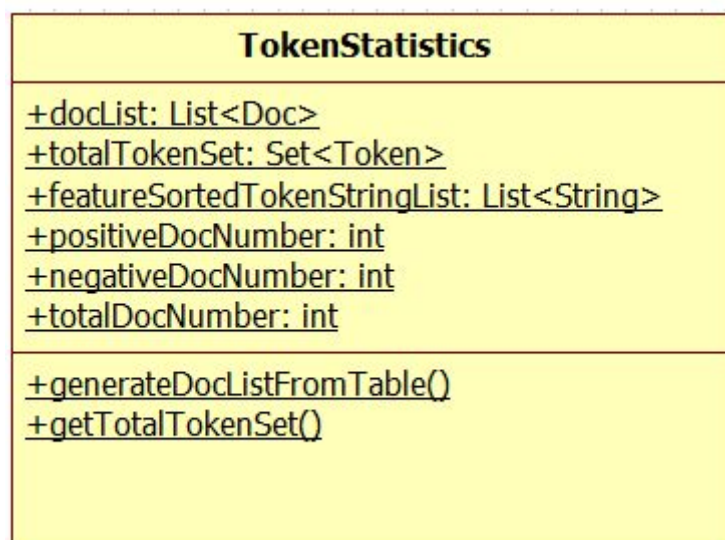 TokenStatistics
+docList: List<Doc>
+totalTokenSet: Set<Token>
+featureSortedTokenStringList: List<String>
+positiveDocNumber: int
+negativeDocNumber: int
+totalDocNumber: int
+generateDocListFromTable()
+getTotalTokenSet()